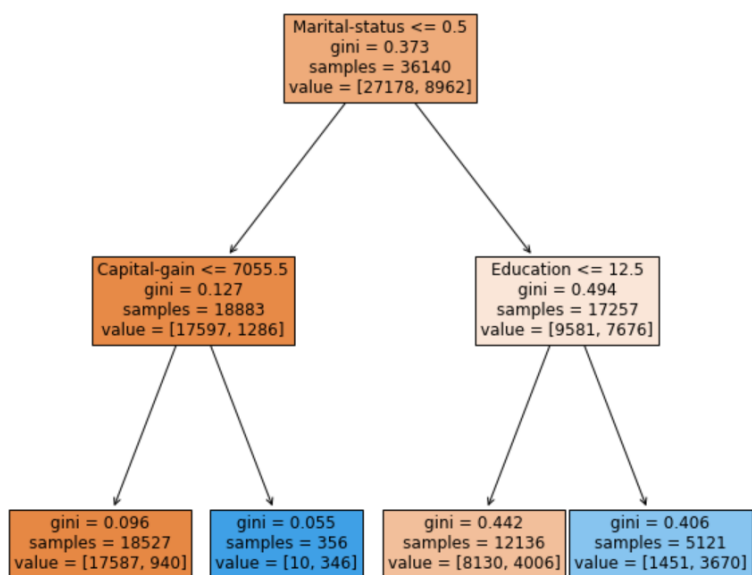 Marital-status <= 0.5
gini = 0.373
samples = 36140
value = [27178, 8962]
Capital-gain <= 7055.5
gini = 0.127
samples = 18883
value = [17597, 1286]
Education <= 12.5
gini = 0.494
samples = 17257
value = [9581, 7676]
gini = 0.096
samples = 18527
value = [17587, 940]
gini = 0.055
samples = 356
value = [10, 346]
gini = 0.442
samples = 12136
value = [8130, 4006]
gini = 0.406
samples = 5121
value = [1451, 3670]